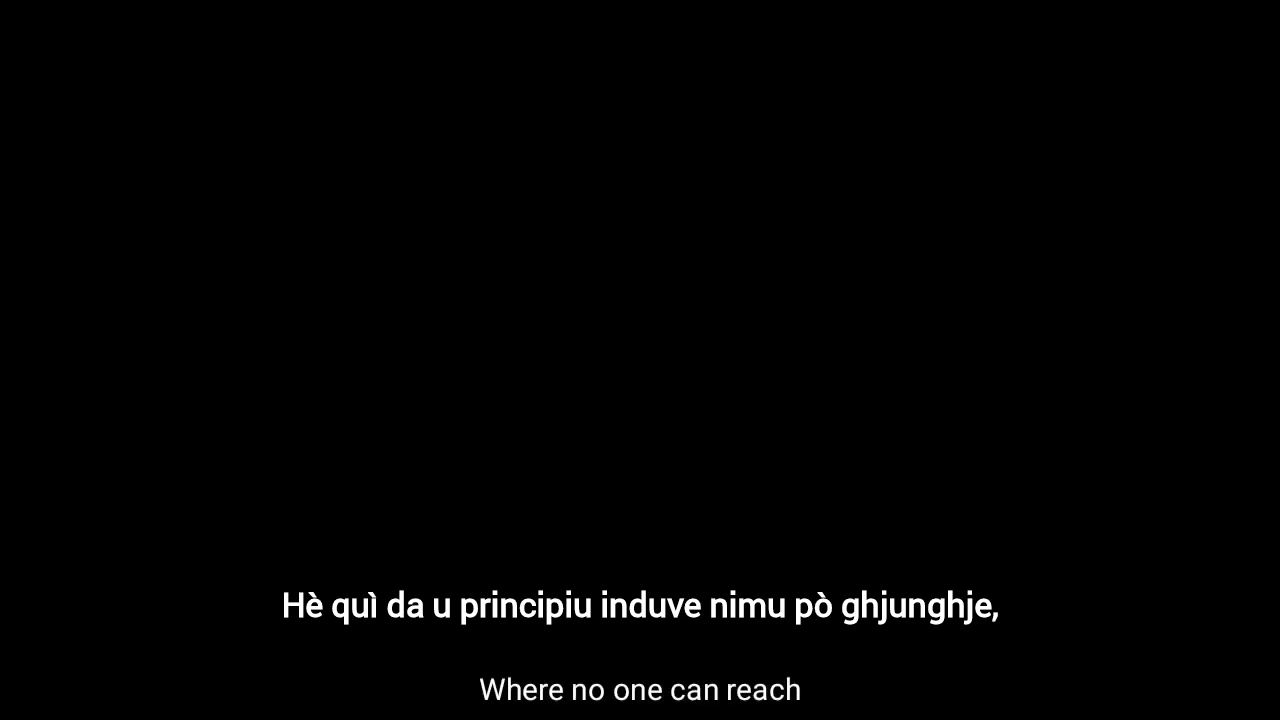 Hè quì da u principiu induve nimu pò ghjunghje,
Where no one can reach